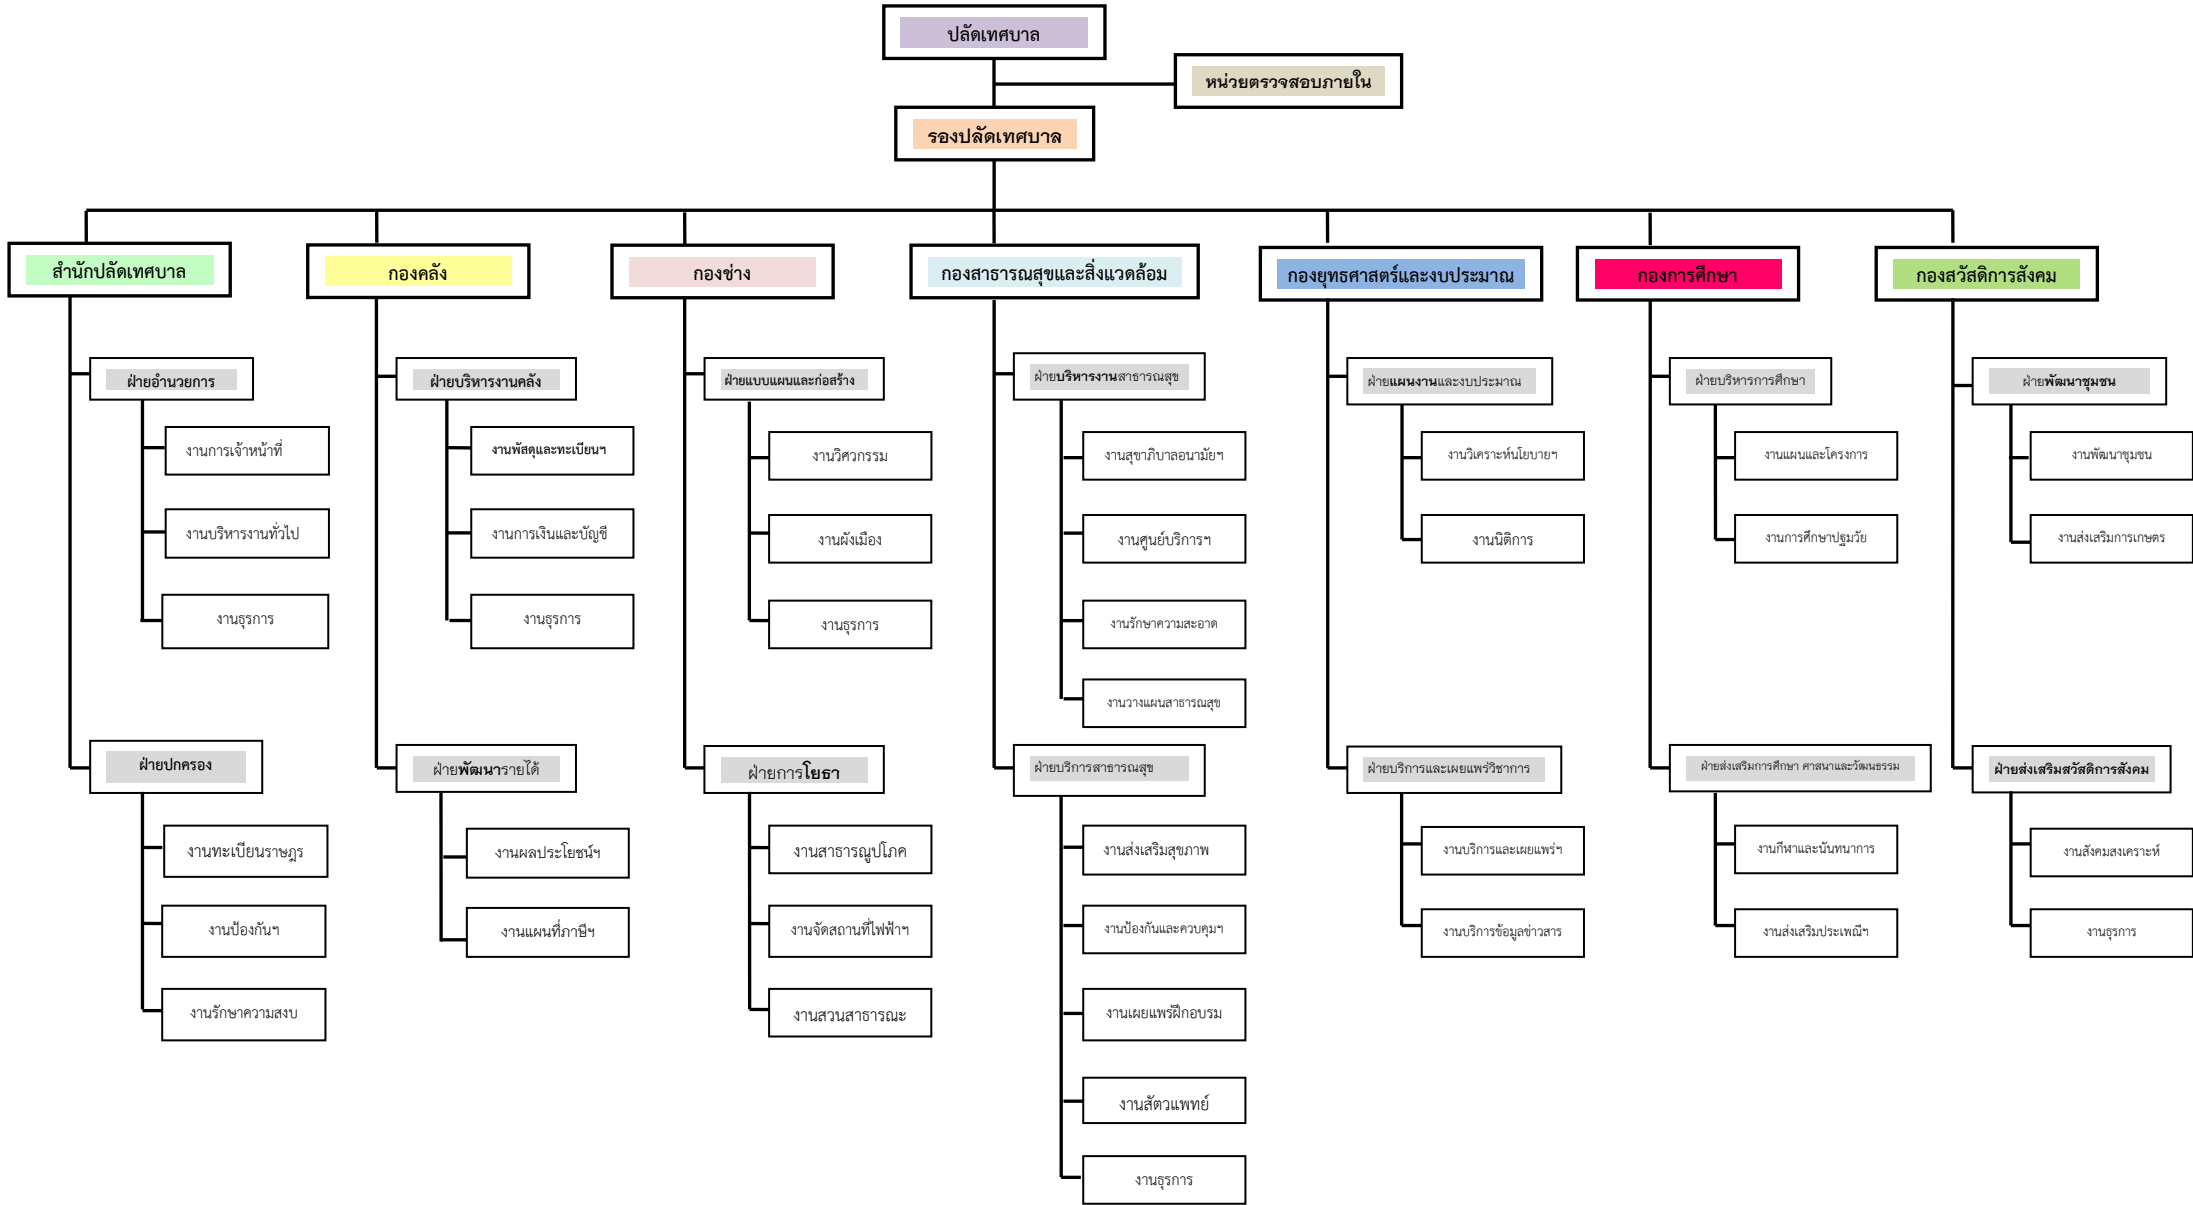 ปลัดเทศบาล
หน่วยตรวจสอบภายใน
รองปลัดเทศบาล
สำนักปลัดเทศบาล
กองคลัง
กองช่าง
กองสาธารณสุขและสิ่งแวดล้อม
กองยุทธศาสตร์และงบประมาณ
กองการศึกษา
กองสวัสดิการสังคม
ฝ่ายอำนวยการ
งานการเจ้าหน้าที่
งานบริหารงานทั่วไป
งานธุรการ
ฝ่ายปกครอง
งานทะเบียนราษฎร
งานป้องกันฯ
งานรักษาความสงบ
ฝ่ายบริหารงานคลัง
งานพัสดุและทะเบียนฯ
งานการเงินและบัญชี
งานธุรการ
ฝ่ายพัฒนารายได้
งานผลประโยชน์ฯ
งานแผนที่ภาษีฯ
ฝ่ายแบบแผนและก่อสร้าง
งานวิศวกรรม
งานผังเมือง
งานธุรการ
ฝ่ายการโยธา
งานสาธารณูปโภค
งานจัดสถานที่ไฟฟ้าฯ
งานสวนสาธารณะ
ฝ่ายบริหารงานสาธารณสุข
งานสุขาภิบาลอนามัยฯ
งานศูนย์บริการฯ
งานรักษาความสะอาด
งานวางแผนสาธารณสุข
ฝ่ายบริการสาธารณสุข
งานส่งเสริมสุขภาพ
งานป้องกันและควบคุมฯ
งานเผยแพร่ฝึกอบรม
งานสัตวแพทย์
งานธุรการ
ฝ่ายแผนงานและงบประมาณ
งานวิเคราะห์นโยบายฯ
งานนิติการ
ฝ่ายบริการและเผยแพร่วิชาการ
งานบริการและเผยแพร่ฯ
งานบริการข้อมูลข่าวสาร
ฝ่ายบริหารการศึกษา
งานแผนและโครงการ
งานการศึกษาปฐมวัย
ฝ่ายส่งเสริมการศึกษา ศาสนาและวัฒนธรรม
งานกีฬาและนันทนาการ
งานส่งเสริมประเพณีฯ
ฝ่ายพัฒนาชุมชน
งานพัฒนาชุมชน
งานส่งเสริมการเกษตร
ฝ่ายส่งเสริมสวัสดิการสังคม
งานสังคมสงเคราะห์
งานธุรการ